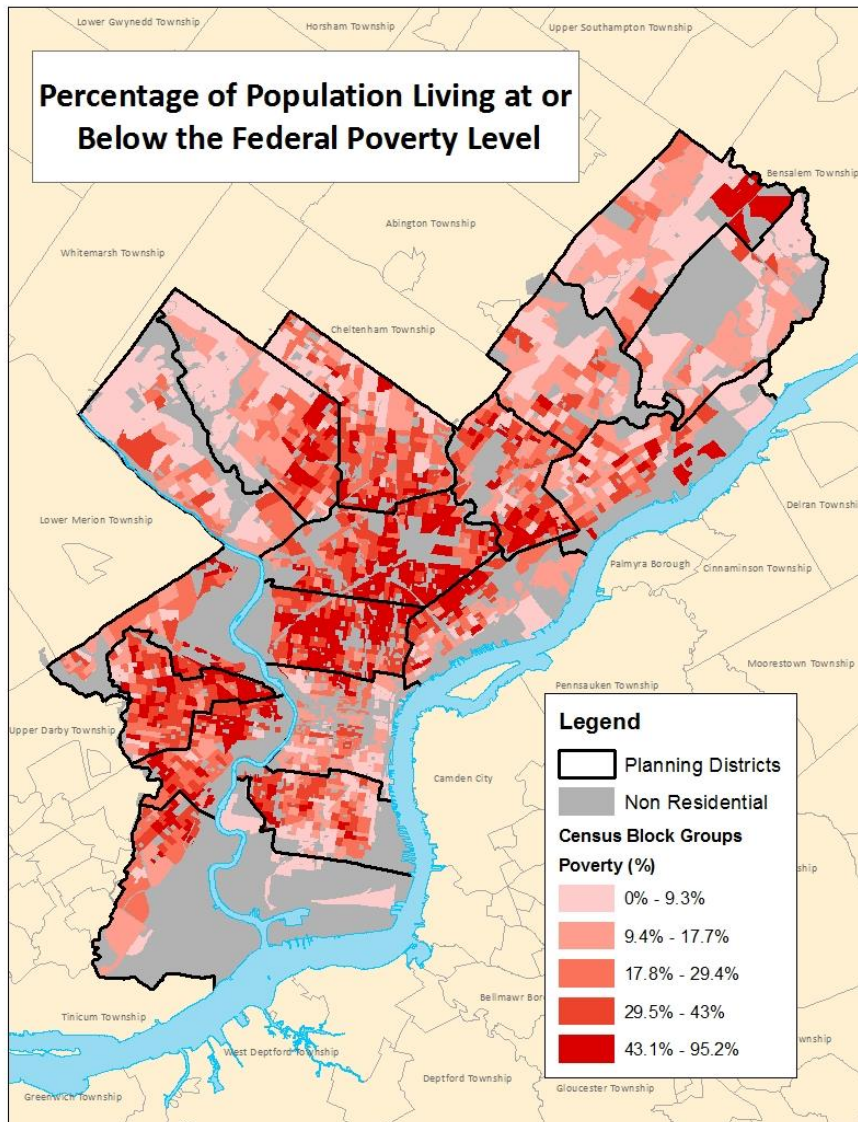 Lower Gwynedd Township
Horsham Township
Upper Southampton Township
Percentage of Population Living at or
Below the Federal Poverty Level
Bensalem Township
Abington Township
Whitemarsh Township
Cheltenham Township
Lower Merion Township
Delran Township
Palmyra Borough
Cinnaminson Township
Moorestown Township
Pennsauken Township
Upper Darby Township
Camden City
Legend
Planning Districts
Non Residential
Census Block Groups
Poverty (%)
0% - 9.3%
9.4% - 17.7%
17.8% - 29.4%
29.5% - 43%
43.1% - 95.2%
Bellmawr Bor
Tinicum Township
West Deptford Township
Deptford Township
Gloucester Township
Greenwich Township